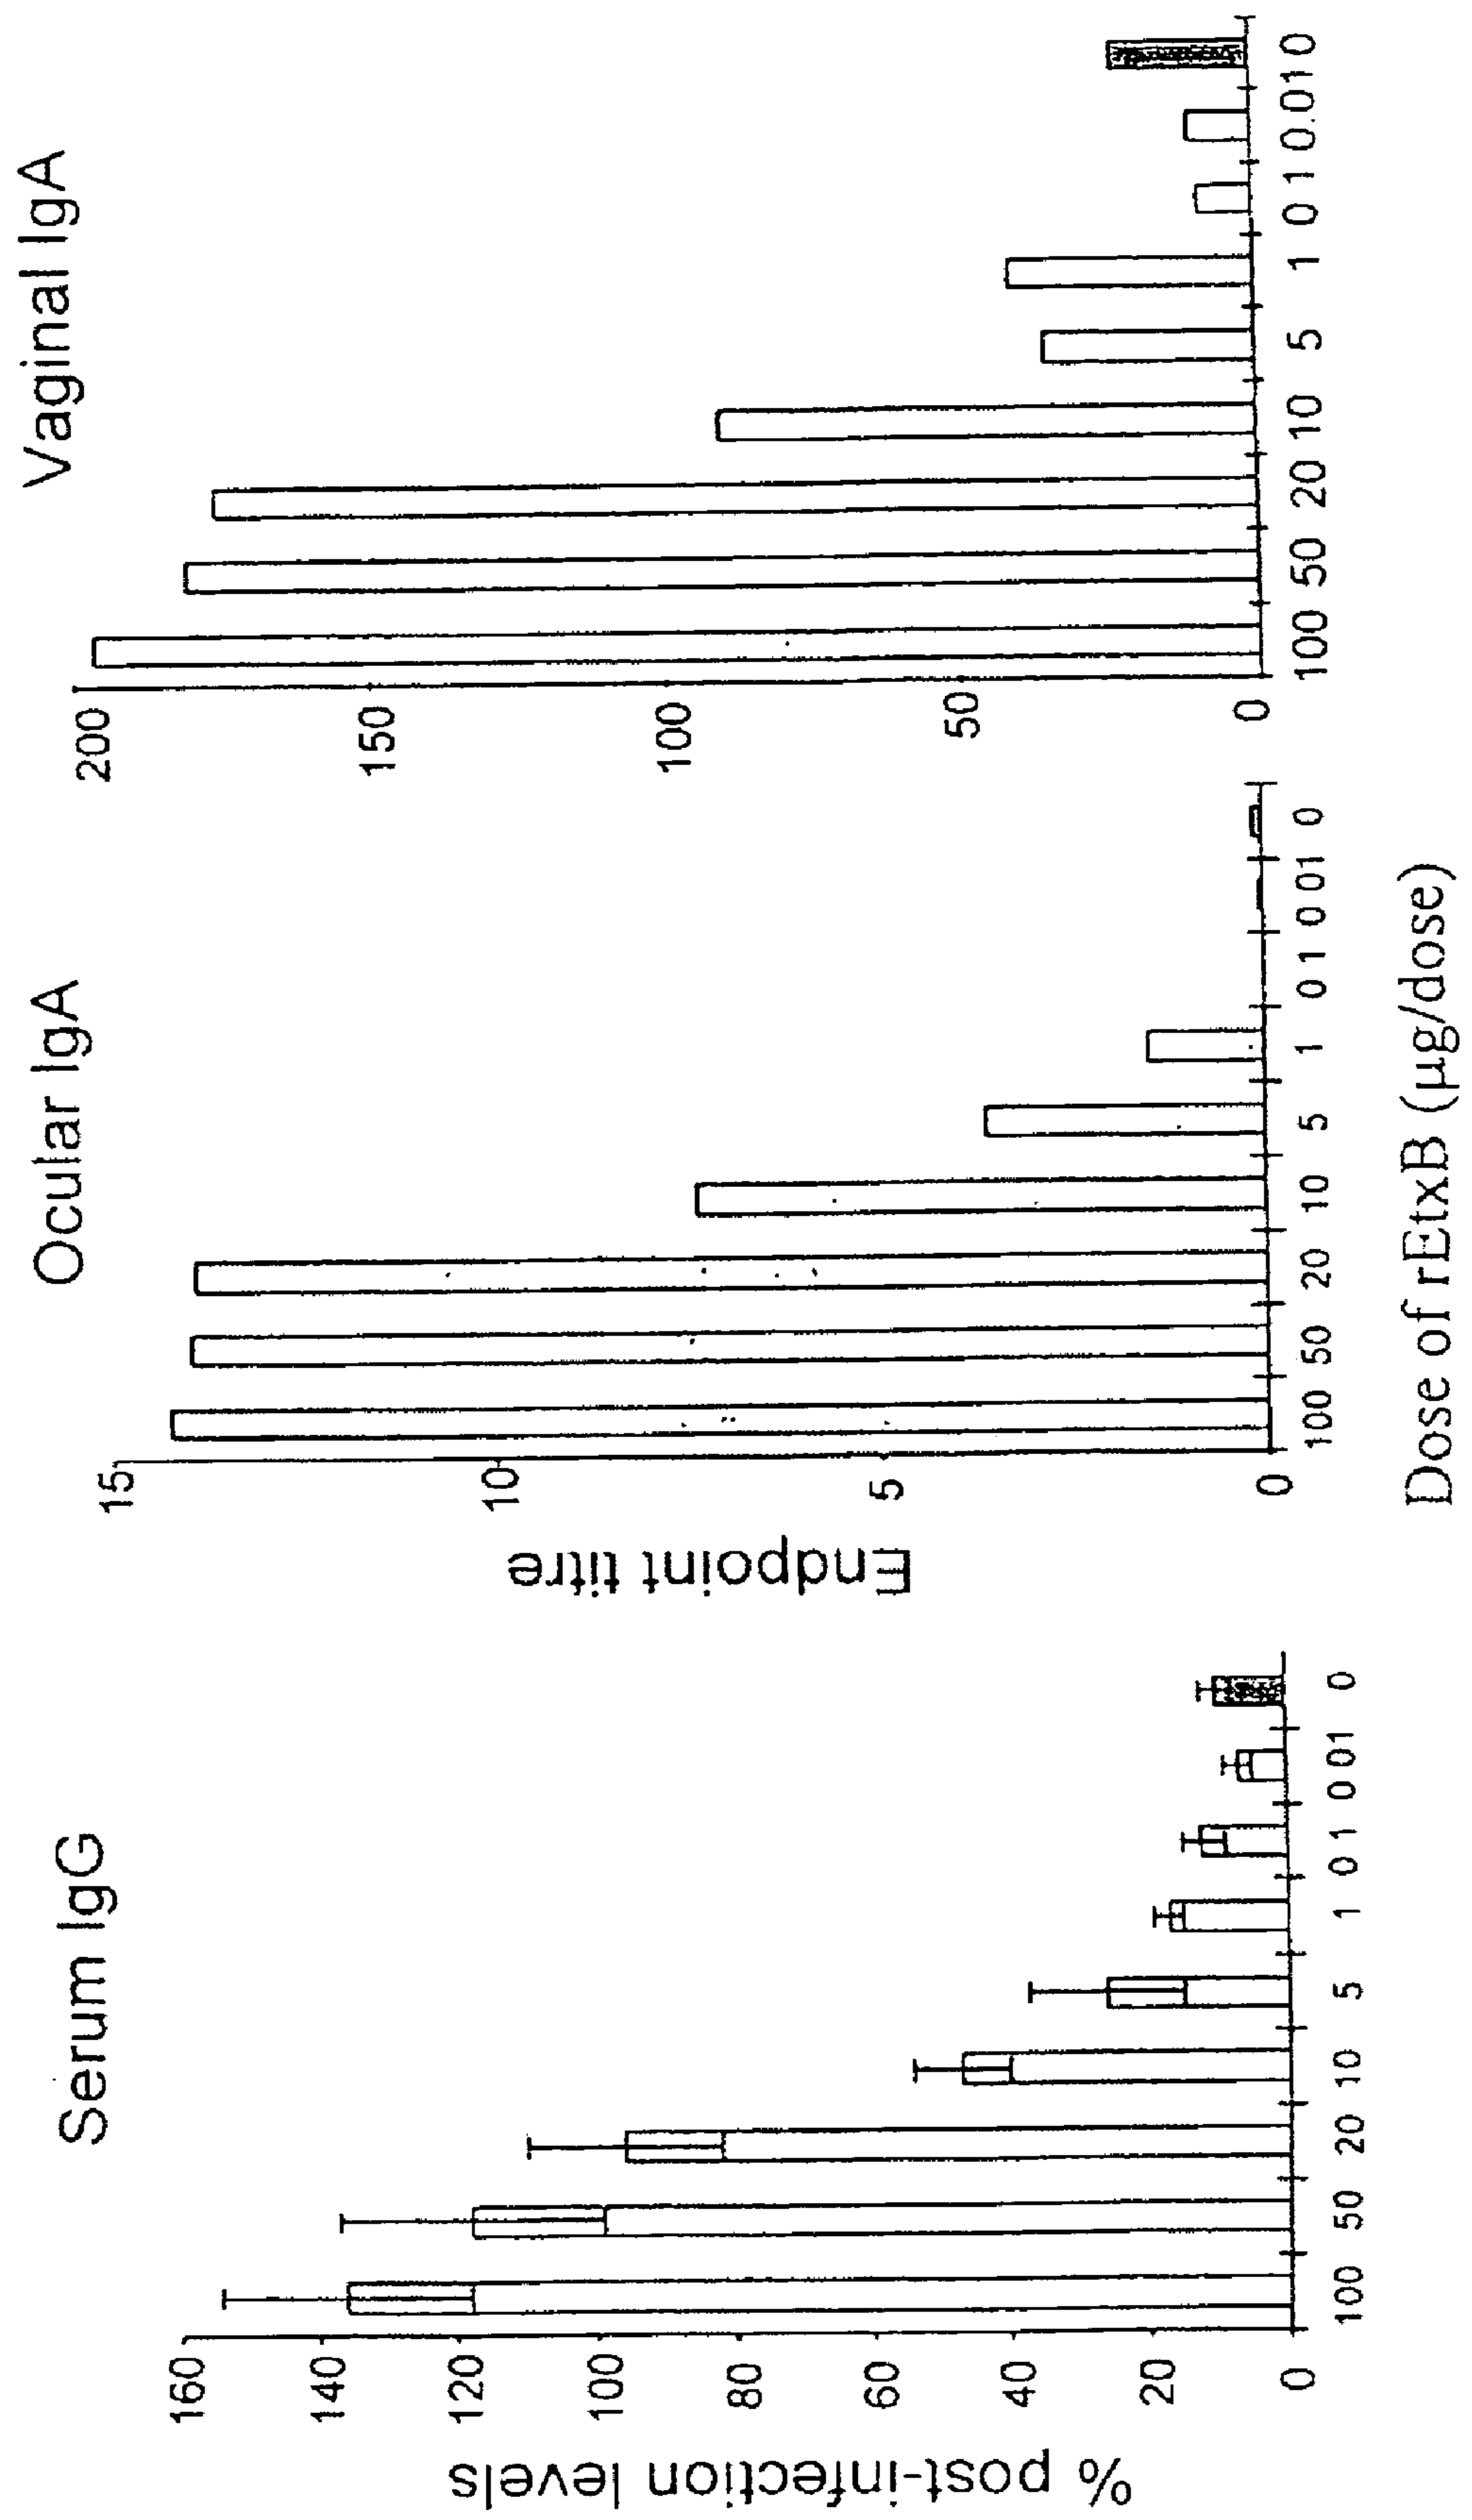 Serum IgG
% post-infection levels
160
140
120
100
80
60
40
20
0
100 50 20 10 5 1 0 1 0 01 0
Ocular IgA
Endpoint titre
15
10
5
0
100 50 20 10 5 1 0 1 0 01 0
Vaginal IgA
200
150
100
50
0
100 50 20 10 5 1 0 1 0.01 0
Dose of rEtxB (µg/dose)